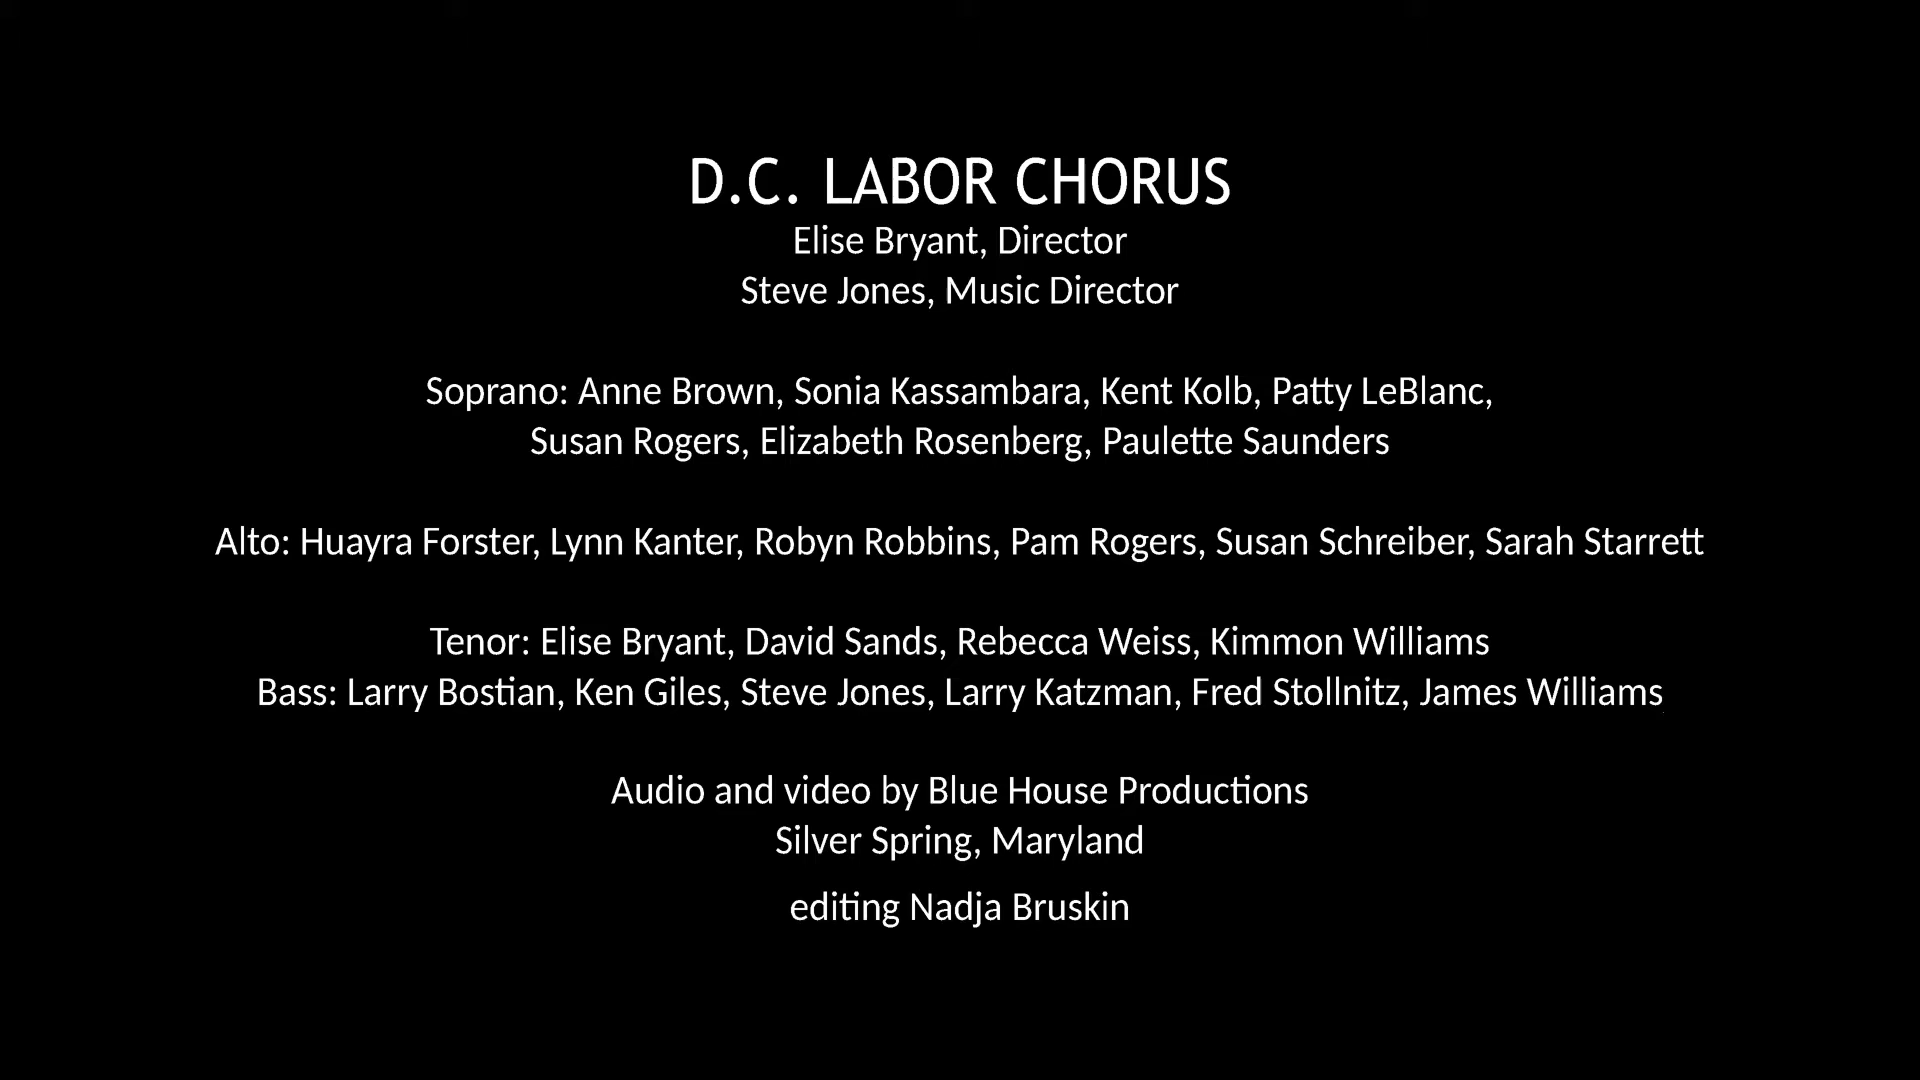 D.C. LABOR CHORUS
Elise Bryant, Director
Steve Jones, Music Director
Soprano: Anne Brown, Sonia Kassambara, Kent Kolb, Patty LeBlanc,
Susan Rogers, Elizabeth Rosenberg, Paulette Saunders
Alto: Huayra Forster, Lynn Kanter, Robyn Robbins, Pam Rogers, Susan Schreiber, Sarah Starrett
Tenor: Elise Bryant, David Sands, Rebecca Weiss, Kimmon Williams
Bass: Larry Bostian, Ken Giles, Steve Jones, Larry Katzman, Fred Stollnitz, James Williams
Audio and video by Blue House Productions
Silver Spring, Maryland
editing Nadja Bruskin